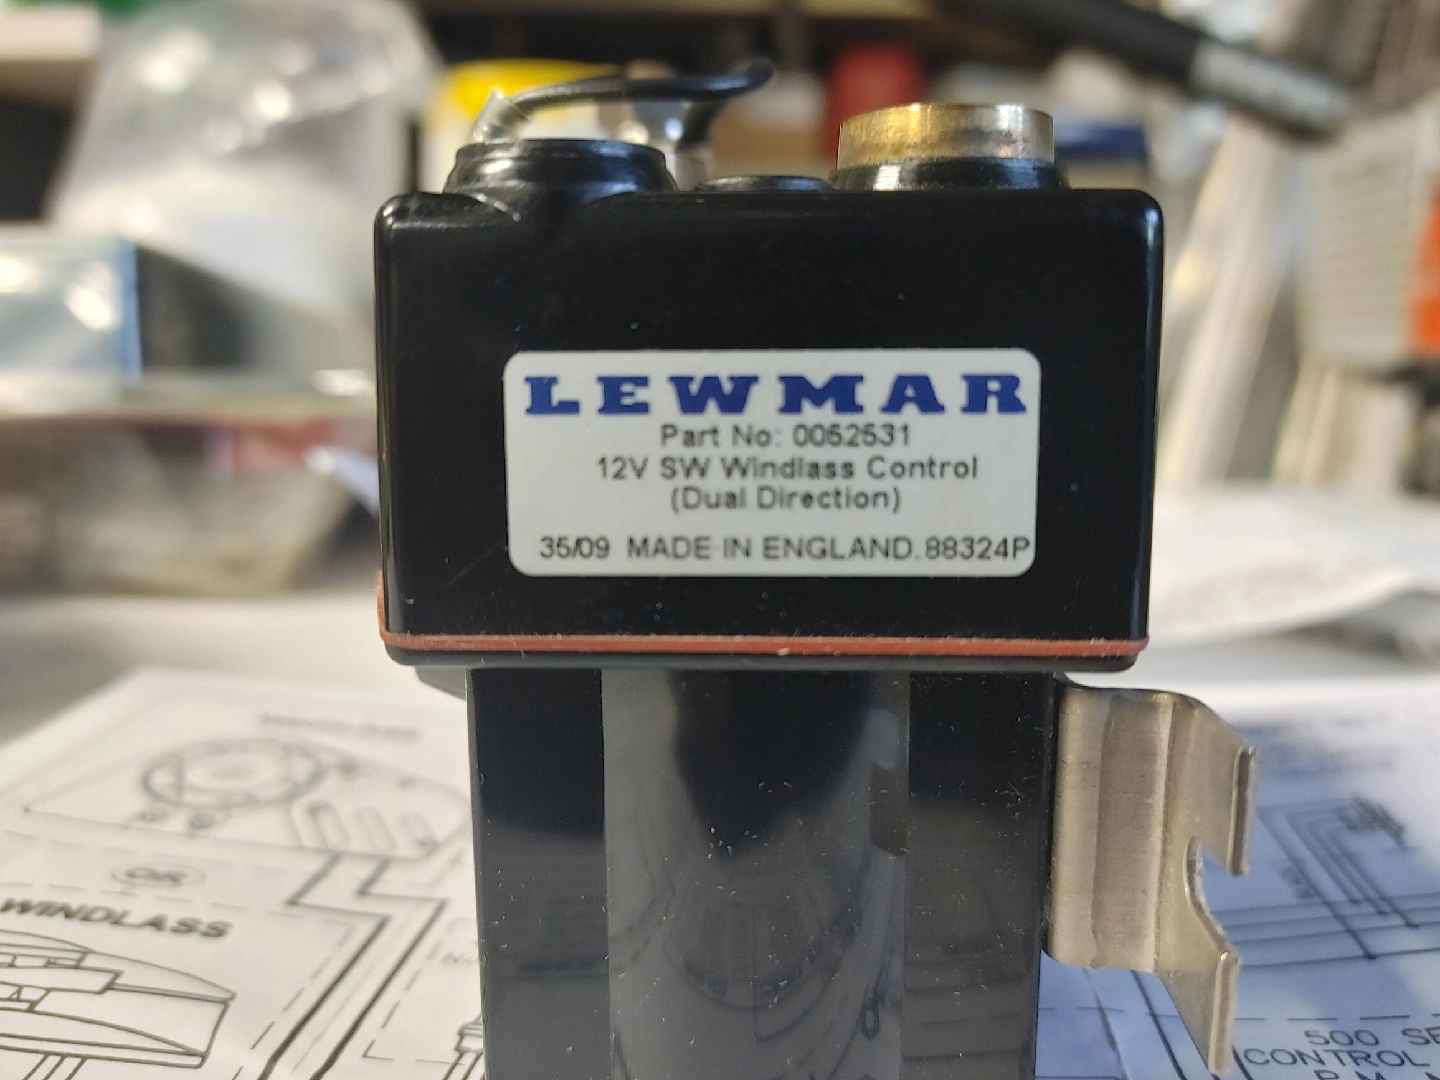 LEWMAR
Part No: 0052531
12V SW Windlass Control
(Dual Direction)
35/09 MADE IN ENGLAND. 88324P
OR
WINDLASS
500 SE
CONTROL